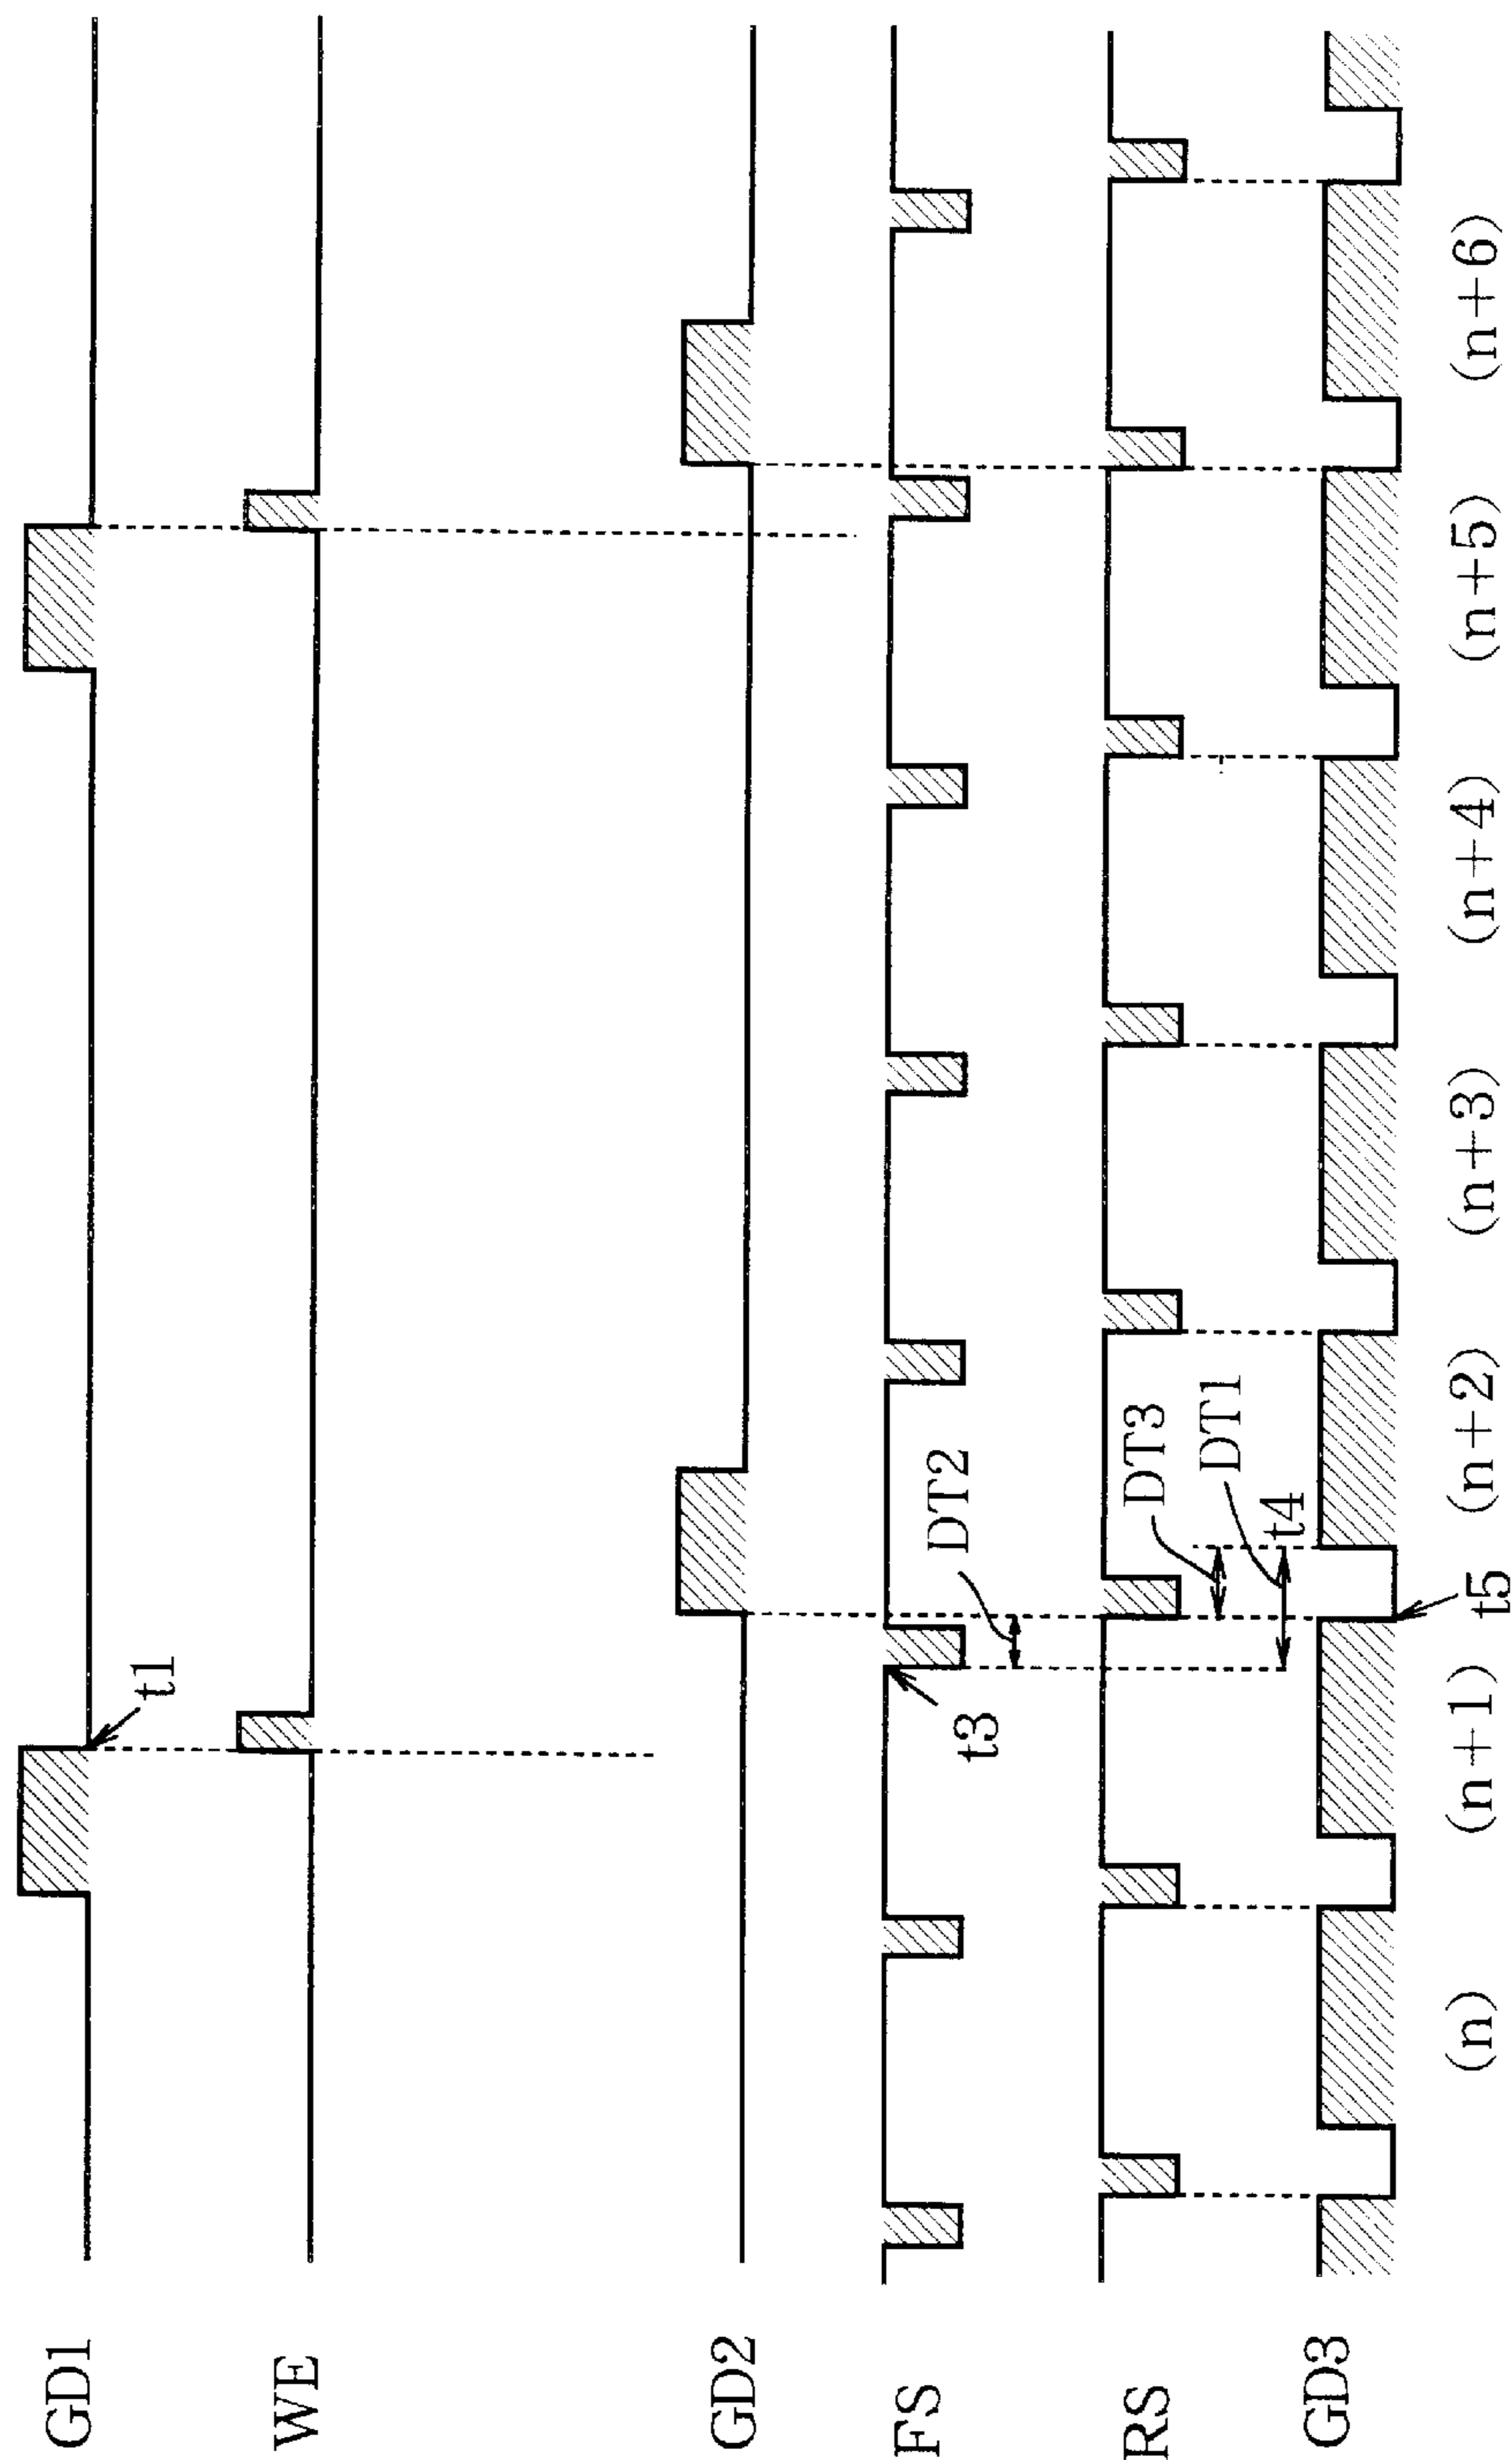 GD1
t1
WE
GD2
DT2
FS
t3
RS
DT3
DT1
t4
GD3
t5
(n)
(n+1)
(n+2)
(n+3)
(n+4)
(n+5)
(n+6)